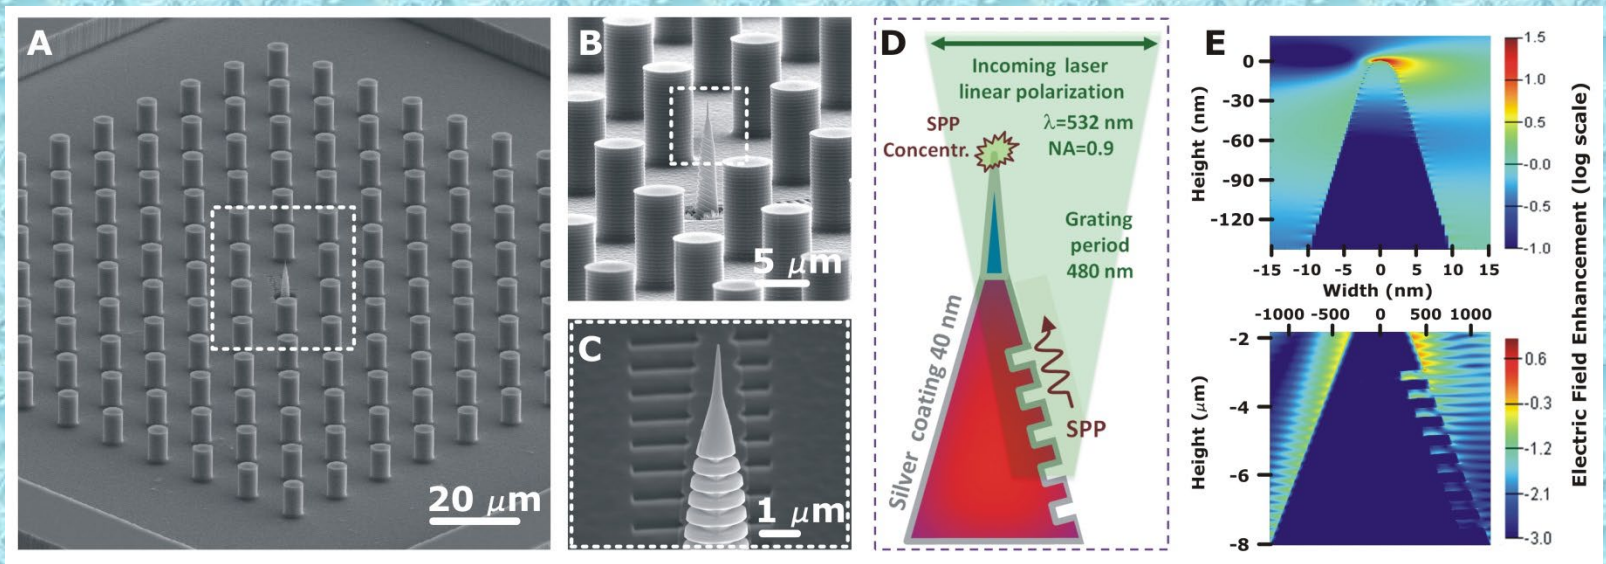 A
20 μm
B
5 μm
C
1 μm
D
Incoming laser
linear polarization
λ=532 nm
NA=0.9
SPP
Concentr.
Grating
period
480 nm
Silver coating 40 nm
SPP
E
Height (nm)
0
-30
-60
-90
-120
-15 -10 -5 0 5 10 15
Width (nm)
1.5
1.0
0.5
-0.0
-0.5
-1.0
-1000 -500 0 500 1000
Height (μm)
-2
-4
-6
-8
0.6
-0.3
-1.2
-2.1
-3.0
Electric Field Enhancement (log scale)